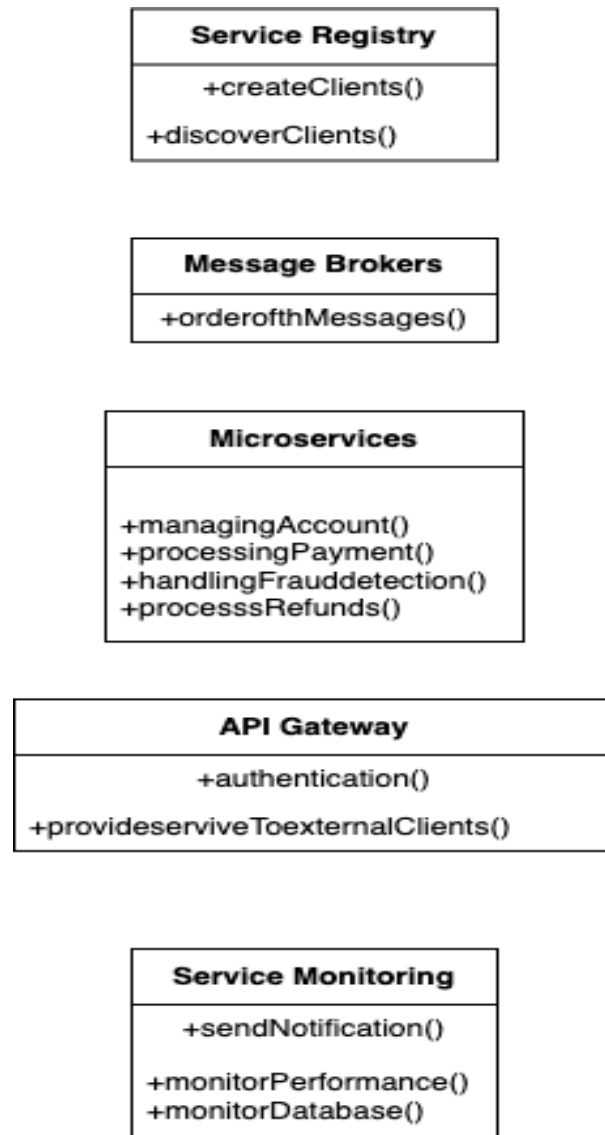 Service Registry
+createClients()
+discoverClients()
Message Brokers
+orderofthMessages()
Microservices
+managingAccount()
+processingPayment()
+handlingFrauddetection()
+processsRefunds()
API Gateway
+authentication()
+provideserviveToexternalClients()
Service Monitoring
+sendNotification()
+monitorPerformance()
+monitorDatabase()